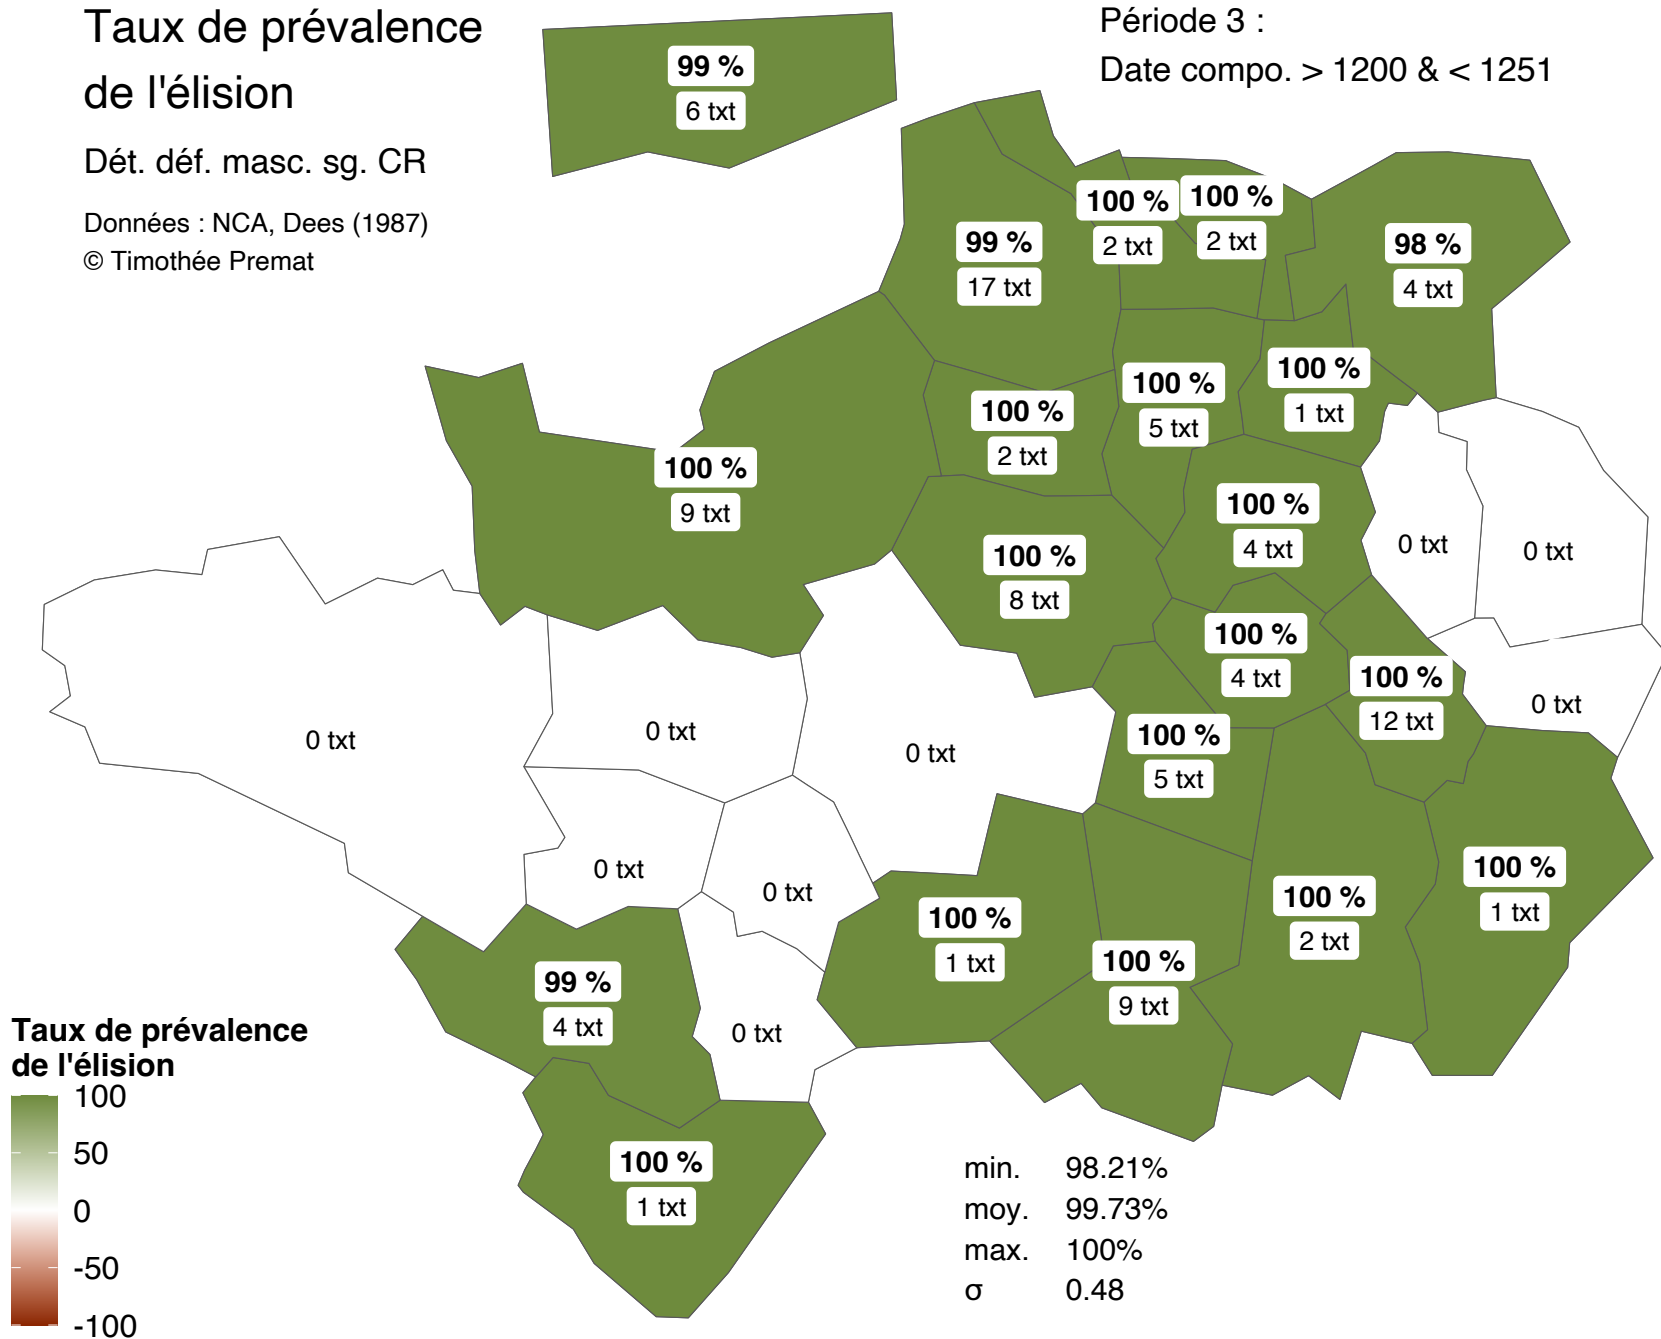 Taux de prévalence
de l'élision
Dét. déf. masc. sg. CR
Données : NCA, Dees (1987)
© Timothée Premat
Période 3 :
Date compo. > 1200 & < 1251
99 %
6 txt
99 %
17 txt
100 %
2 txt
100 %
2 txt
98 %
4 txt
100 %
9 txt
100 %
2 txt
100 %
5 txt
100 %
1 txt
100 %
8 txt
100 %
4 txt
0 txt
0 txt
100 %
4 txt
100 %
12 txt
0 txt
0 txt
0 txt
0 txt
100 %
5 txt
0 txt
0 txt
100 %
1 txt
100 %
9 txt
100 %
2 txt
100 %
1 txt
99 %
4 txt
0 txt
100 %
1 txt
Taux de prévalence
de l'élision
100
50
0
-50
-100
min. 98.21%
moy. 99.73%
max. 100%
σ 0.48